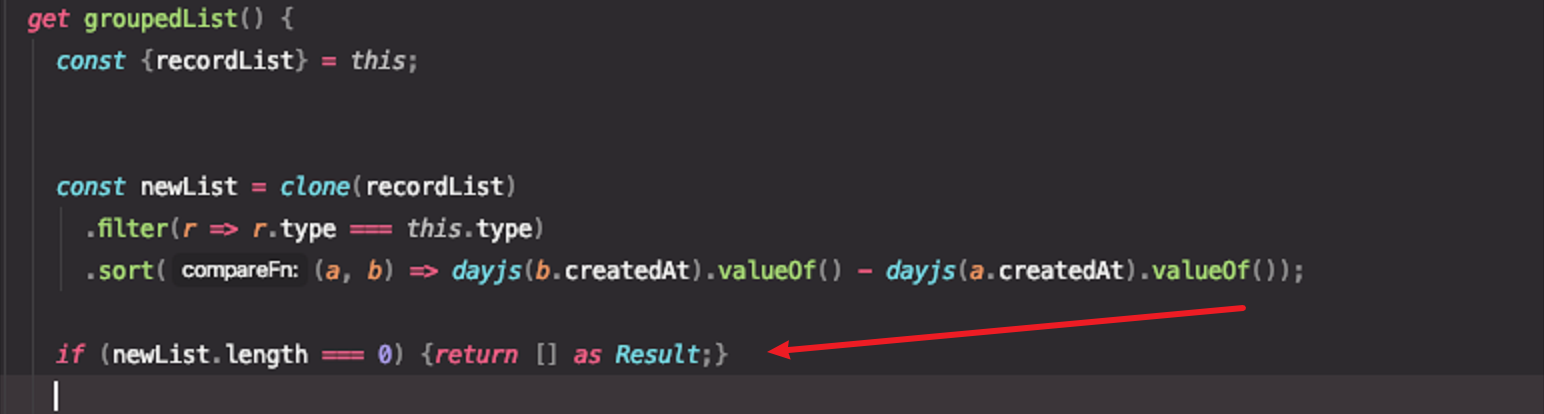 get groupedList() {
const {recordList} = this;
const newList = clone(recordList)
.filter(r => r.type === this.type)
.sort( compareFn: (a, b) => dayjs(b.createdAt).valueOf() - dayjs(a.createdAt).valueOf());
if (newList.length === 0) {return [] as Result;}